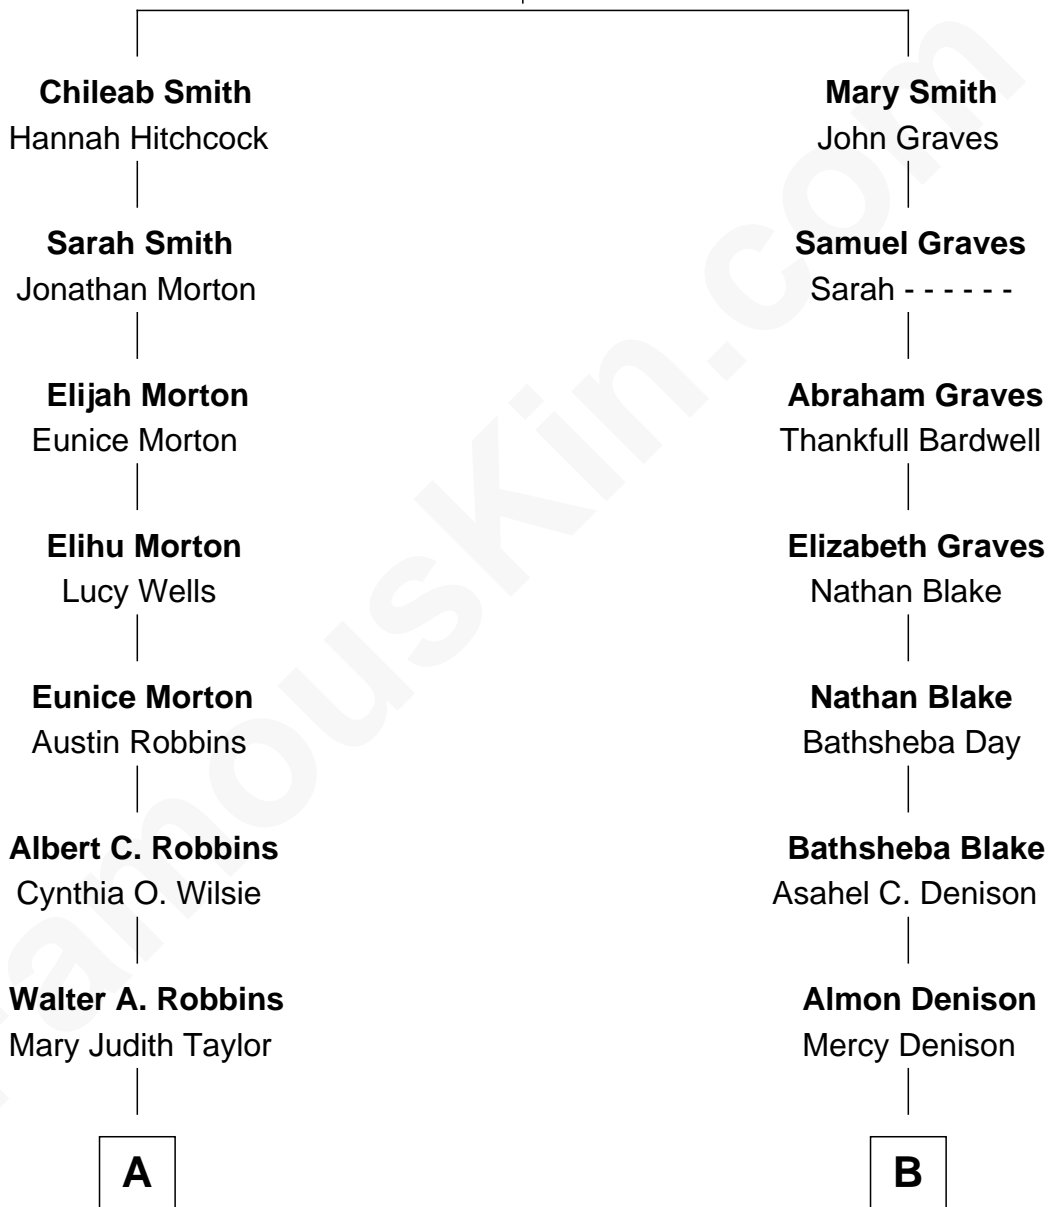 Chileab Smith
Hannah Hitchcock
Mary Smith
John Graves
Sarah Smith
Jonathan Morton
Samuel Graves
Sarah - - - - - -
Elijah Morton
Eunice Morton
Abraham Graves
Thankfull Bardwell
Elihu Morton
Lucy Wells
Elizabeth Graves
Nathan Blake
Eunice Morton
Austin Robbins
Nathan Blake
Bathsheba Day
Albert C. Robbins
Cynthia O. Wilsie
Bathsheba Blake
Asahel C. Denison
Walter A. Robbins
Mary Judith Taylor
Almon Denison
Mercy Denison
A
B
FamousKin.com